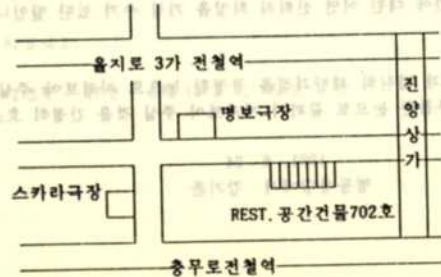 을지로 3가 전철역
진양상가
명보극장
스카라극장
REST. 공간건물702호
충무로전철역